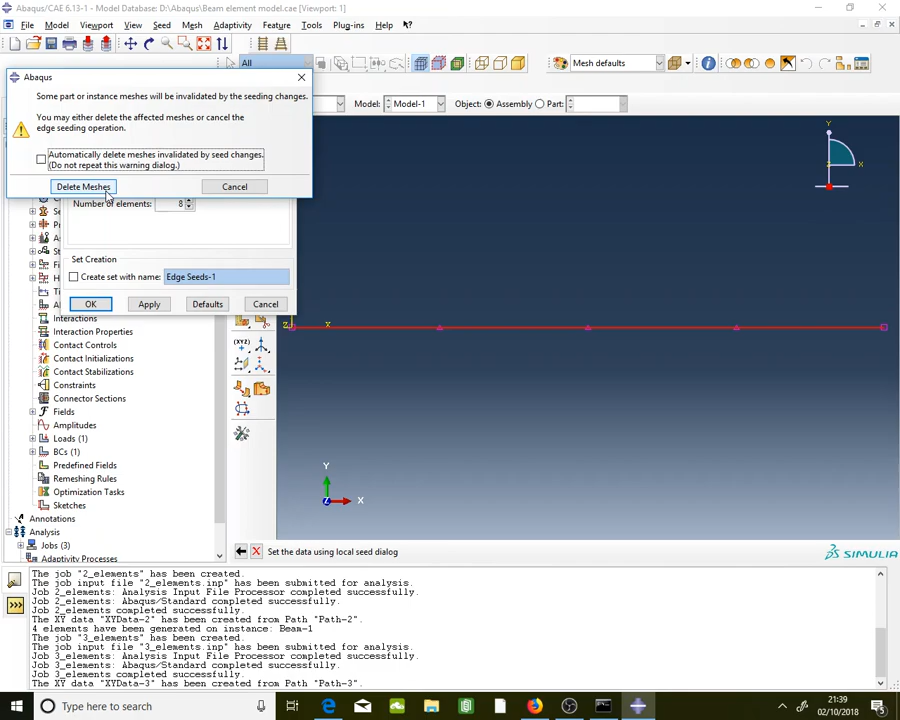 Abaqus/CAE 6.13-1 - Model Database: D:\Abaqus\Beam element model.cae [Viewport: 1]
File Model Viewport View Seed Mesh Adaptivity Feature Tools Plug-ins Help
All
Mesh defaults
Model: Model-1 Object: Assembly Part:
Abaqus
Some part or instance meshes will be invalidated by the seeding changes.
You may either delete the affected meshes or cancel the
edge seeding operation.
Automatically delete meshes invalidated by seed changes.
(Do not repeat this warning dialog.)
Delete Meshes Cancel
Number of elements: 8
Set Creation
Create set with name: Edge Seeds-1
OK Apply Defaults Cancel
Interactions
Interaction Properties
Contact Controls
Contact Initializations
Contact Stabilizations
Constraints
Connector Sections
Fields
Amplitudes
Loads (1)
BCs (1)
Predefined Fields
Remeshing Rules
Optimization Tasks
Sketches
Annotations
Analysis
Jobs (3)
Adaptivity Processes
(XYZ)
Y
X
Z X
Y
Z X
Set the data using local seed dialog
SIMULIA
The job "2_elements" has been created.
The job input file "2_elements.inp" has been submitted for analysis.
Job 2_elements: Analysis Input File Processor completed successfully.
Job 2_elements: Abaqus/Standard completed successfully.
Job 2_elements completed successfully.
The XY data "XYData-2" has been created from Path "Path-2".
4 elements have been generated on instance: Beam-1
The job "3_elements" has been created.
The job input file "3_elements.inp" has been submitted for analysis.
Job 3_elements: Analysis Input File Processor completed successfully.
Job 3_elements: Abaqus/Standard completed successfully.
Job 3_elements completed successfully.
The XY data "XYData-3" has been created from Path "Path-3".
>>>
Type here to search
21:39
02/10/2018
5